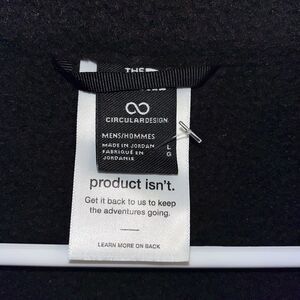 THE
CIRCULARDESIGN
MENS/HOMMES
MADE IN JORDAN
FABRIQUÉ EN
JORDANIE
L
G
product isn't.
Get it back to us to keep
the adventures going.
LEARN MORE ON BACK